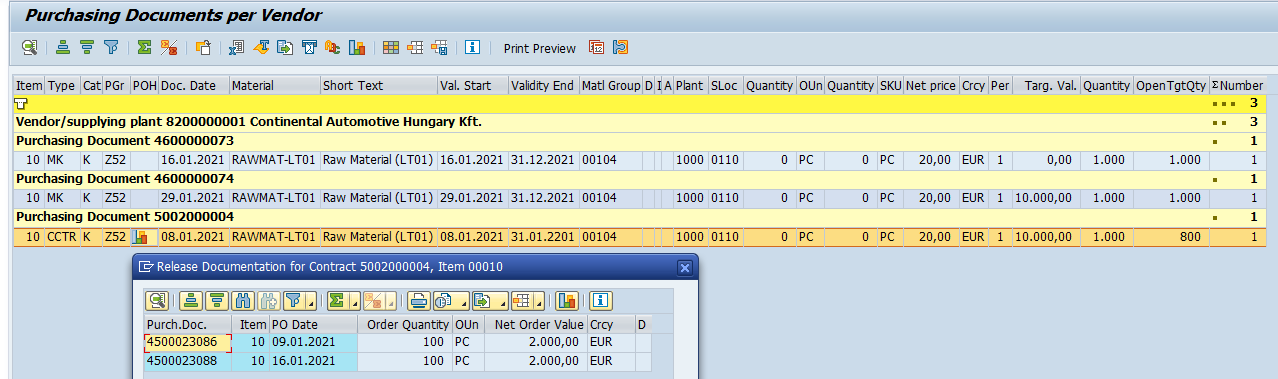 Purchasing Documents per Vendor
Print Preview
Item Type Cat PGr POH Doc. Date Material Short Text Val. Start Validity End Matl Group D I A Plant SLoc Quantity OUn Quantity SKU Net price Crcy Per Targ. Val. Quantity OpenTgtQty Σ Number
3
Vendor/supplying plant 8200000001 Continental Automotive Hungary Kft. 3
Purchasing Document 4600000073 1
10 MK K Z52 16.01.2021 RAWMAT-LT01 Raw Material (LT01) 16.01.2021 31.12.2021 00104 1000 0110 0 PC 0 PC 20,00 EUR 1 0,00 1.000 1.000 1
Purchasing Document 4600000074 1
10 MK K Z52 29.01.2021 RAWMAT-LT01 Raw Material (LT01) 29.01.2021 31.12.2021 00104 1000 0110 0 PC 0 PC 20,00 EUR 1 10.000,00 1.000 1.000 1
Purchasing Document 5002000004 1
10 CCTR K Z52 08.01.2021 RAWMAT-LT01 Raw Material (LT01) 08.01.2021 31.01.2201 00104 1000 0110 0 PC 0 PC 20,00 EUR 1 10.000,00 1.000 800 1
Release Documentation for Contract 5002000004, Item 00010
Purch.Doc. Item PO Date Order Quantity OUn Net Order Value Crcy D
4500023086 10 09.01.2021 100 PC 2.000,00 EUR
4500023088 10 16.01.2021 100 PC 2.000,00 EUR